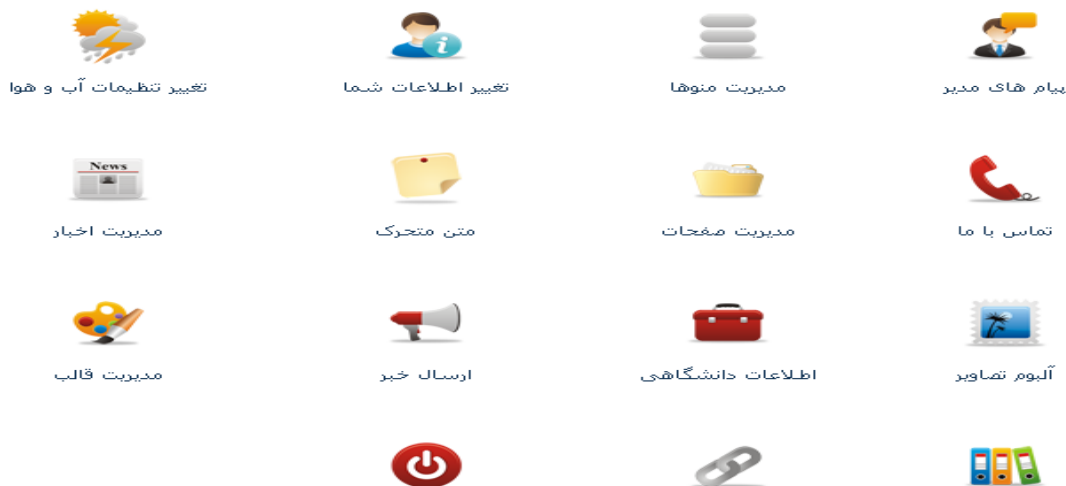 پیام های مدیر
مدیریت منوها
تغییر اطلاعات شما
تغییر تنظیمات آب و هوا
تماس با ما
مدیریت صفحات
متن متحرک
News
مدیریت اخبار
آلبوم تصاویر
اطلاعات دانشگاهی
ارسال خبر
مدیریت قالب